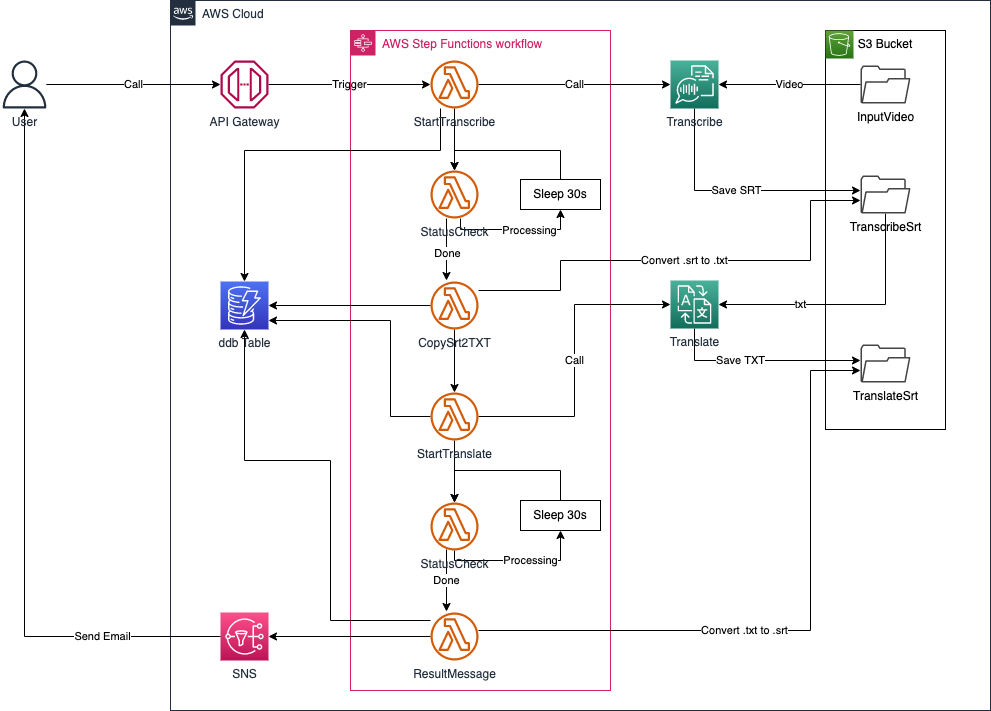 aws
AWS Cloud
AWS Step Functions workflow
S3 Bucket
Call
Trigger
Call
Video
User
API Gateway
StartTranscribe
Transcribe
InputVideo
Sleep 30s
Save SRT
StatusCheck
Processing
TranscribeSrt
Done
Convert .srt to .txt
txt
ddb Table
CopySrt2TXT
Translate
Call
Save TXT
TranslateSrt
StartTranslate
Sleep 30s
StatusCheck
Processing
Done
Send Email
Convert .txt to .srt
SNS
ResultMessage